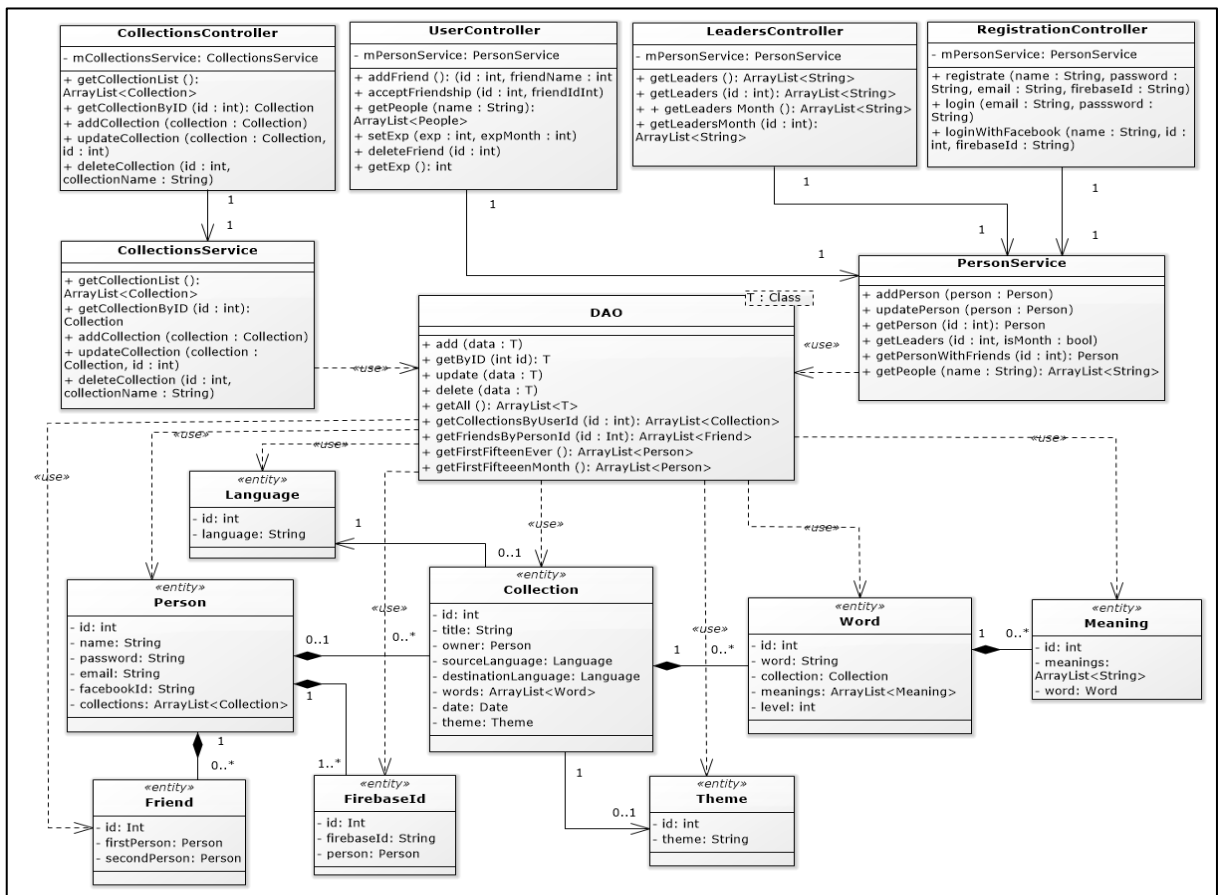 CollectionsController
- mCollectionsService: CollectionsService
+ getCollectionList ():
ArrayList<Collection>
+ getCollectionByID (id : int): Collection
+ addCollection (collection : Collection)
+ updateCollection (collection : Collection,
id : int)
+ deleteCollection (id : int,
collectionName : String)
UserController
- mPersonService: PersonService
+ addFriend (): (id : int, friendName : int
+ acceptFriendship (id : int, friendIdInt)
+ getPeople (name : String):
ArrayList<People>
+ setExp (exp : int, expMonth : int)
+ deleteFriend (id : int)
+ getExp (): int
LeadersController
- mPersonService: PersonService
+ getLeaders (): ArrayList<String>
+ getLeaders (id : int): ArrayList<String>
+ + getLeaders Month (): ArrayList<String>
+ getLeadersMonth (id : int):
ArrayList<String>
RegistrationController
- mPersonService: PersonService
+ registrate (name : String, password :
String, email : String, firebaseId : String)
+ login (email : String, passsword :
String)
+ loginWithFacebook (name : String, id :
int, firebaseId : String)
1
1
1
1
1
1
1
1
CollectionsService
+ getCollectionList ():
ArrayList<Collection>
+ getCollectionByID (id : int):
Collection
+ addCollection (collection : Collection)
+ updateCollection (collection :
Collection, id : int)
+ deleteCollection (id : int,
collectionName : String)
«use»
T : Class
DAO
+ add (data : T)
+ getByID (int id): T
+ update (data : T)
+ delete (data : T)
+ getAll (): ArrayList<T>
+ getCollectionsByUserId (id : int): ArrayList<Collection>
+ getFriendsByPersonId (id : Int): ArrayList<Friend>
+ getFirstFifteenEver (): ArrayList<Person>
+ getFirstFifteeenMonth (): ArrayList<Person>
«use»
PersonService
+ addPerson (person : Person)
+ updatePerson (person : Person)
+ getPerson (id : int): Person
+ getLeaders (id : int, isMonth : bool)
+ getPersonWithFriends (id : int): Person
+ getPeople (name : String): ArrayList<String>
«use»
«use»
«use»
«use»
«use»
«use»
«use»
«use»
«entity»
Language
- id: int
- language: String
1
0..1
«entity»
Person
- id: int
- name: String
- password: String
- email: String
- facebookId: String
- collections: ArrayList<Collection>
0..1
0..*
1
1..*
1
0..*
«entity»
Collection
- id: int
- title: String
- owner: Person
- sourceLanguage: Language
- destinationLanguage: Language
- words: ArrayList<Word>
- date: Date
- theme: Theme
1
0..*
«entity»
Word
- id: int
- word: String
- collection: Collection
- meanings: ArrayList<Meaning>
- level: int
1
0..*
«entity»
Meaning
- id: int
- meanings:
ArrayList<String>
- word: Word
«entity»
Friend
- id: Int
- firstPerson: Person
- secondPerson: Person
«entity»
FirebaseId
- id: Int
- firebaseId: String
- person: Person
1
0..1
«entity»
Theme
- id: int
- theme: String